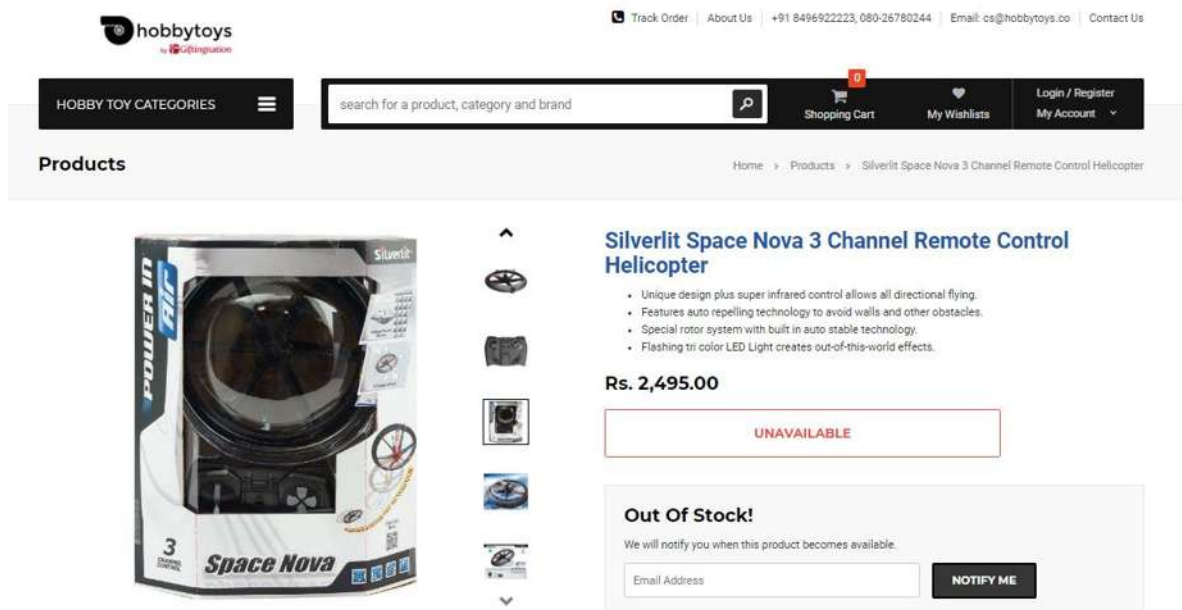 hobbytoys
by Giftingnation
Track Order
About Us
+91 8496922223, 080-26780244
Email: cs@hobbytoys.co
Contact Us
HOBBY TOY CATEGORIES
search for a product, category and brand
0
Shopping Cart
My Wishlists
Login / Register
My Account
Products
Home > Products > Silverlit Space Nova 3 Channel Remote Control Helicopter
Silverlit
POWER IN
Air
3
CHANNEL
CONTROL
Space Nova
Silverlit Space Nova 3 Channel Remote Control
Helicopter
• Unique design plus super infrared control allows all directional flying.
• Features auto repelling technology to avoid walls and other obstacles.
• Special rotor system with built in auto stable technology.
• Flashing tri color LED Light creates out-of-this-world effects.
Rs. 2,495.00
UNAVAILABLE
Out Of Stock!
We will notify you when this product becomes available.
Email Address
NOTIFY ME